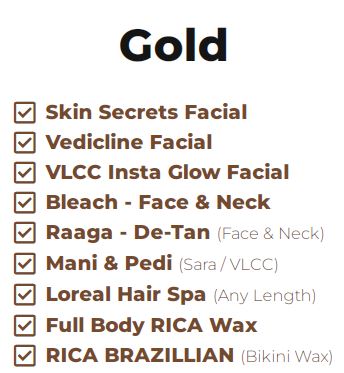 Gold
Skin Secrets Facial
Vedicline Facial
VLCC Insta Glow Facial
Bleach - Face & Neck
Raaga - De-Tan (Face & Neck)
Mani & Pedi (Sara / VLCC)
Loreal Hair Spa (Any Length)
Full Body RICA Wax
RICA BRAZILLIAN (Bikini Wax)